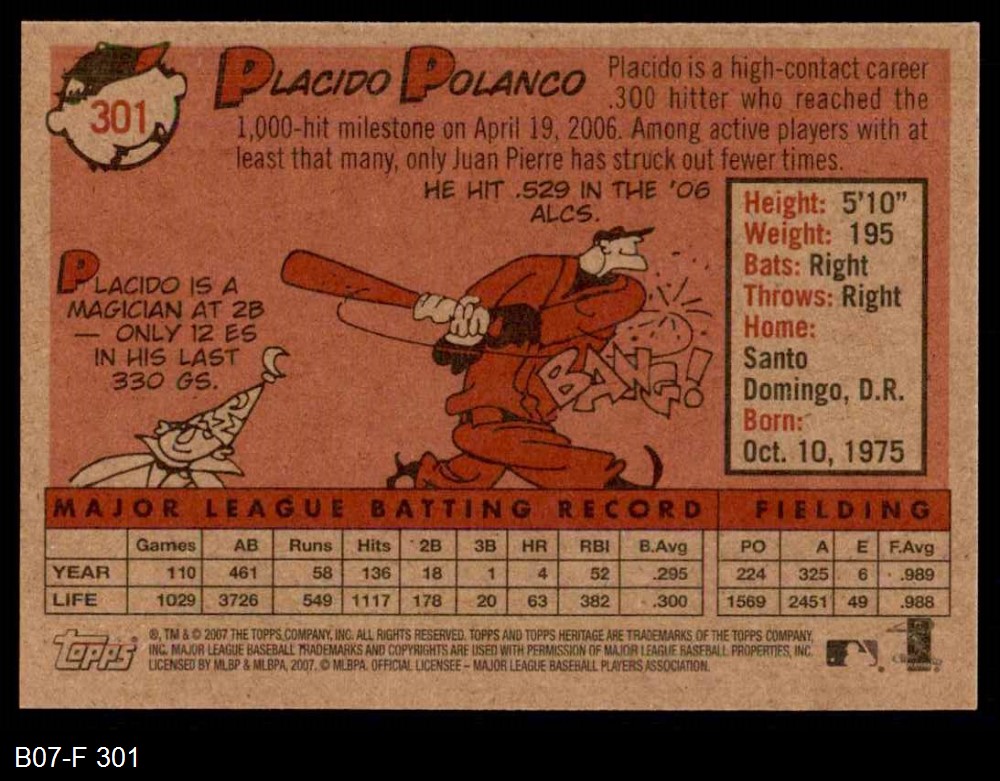 301
PLACIDO POLANCO
Placido is a high-contact career
.300 hitter who reached the
1,000-hit milestone on April 19, 2006. Among active players with at
least that many, only Juan Pierre has struck out fewer times.
HE HIT .529 IN THE '06
ALCS.
PLACIDO IS A
MAGICIAN AT 2B
— ONLY 12 ES
IN HIS LAST
330 GS.
BANG!
Height: 5'10"
Weight: 195
Bats: Right
Throws: Right
Home:
Santo
Domingo, D.R.
Born:
Oct. 10, 1975
MAJOR LEAGUE BATTING RECORD FIELDING
Games AB Runs Hits 2B 3B HR RBI B.Avg PO A E F.Avg
YEAR 110 461 58 136 18 1 4 52 .295 224 325 6 .989
LIFE 1029 3726 549 1117 178 20 63 382 .300 1569 2451 49 .988
Topps
®, TM & © 2007 THE TOPPS COMPANY, INC. ALL RIGHTS RESERVED. TOPPS AND TOPPS HERITAGE ARE TRADEMARKS OF THE TOPPS COMPANY,
INC. MAJOR LEAGUE BASEBALL TRADEMARKS AND COPYRIGHTS ARE USED WITH PERMISSION OF MAJOR LEAGUE BASEBALL PROPERTIES, INC.
LICENSED BY MLBP & MLBPA, 2007. © MLBPA. OFFICIAL LICENSEE – MAJOR LEAGUE BASEBALL PLAYERS ASSOCIATION.
B07-F 301